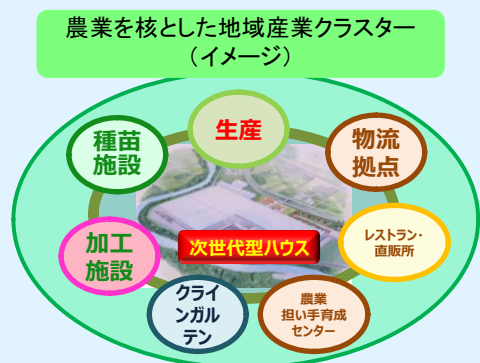 農業を核とした地域産業クラスター
（イメージ）
生産
種苗
施設
物流
拠点
加工
施設
次世代型ハウス
レストラン・
直販所
クライ
ンガル
テン
農業
担い手育成
センター